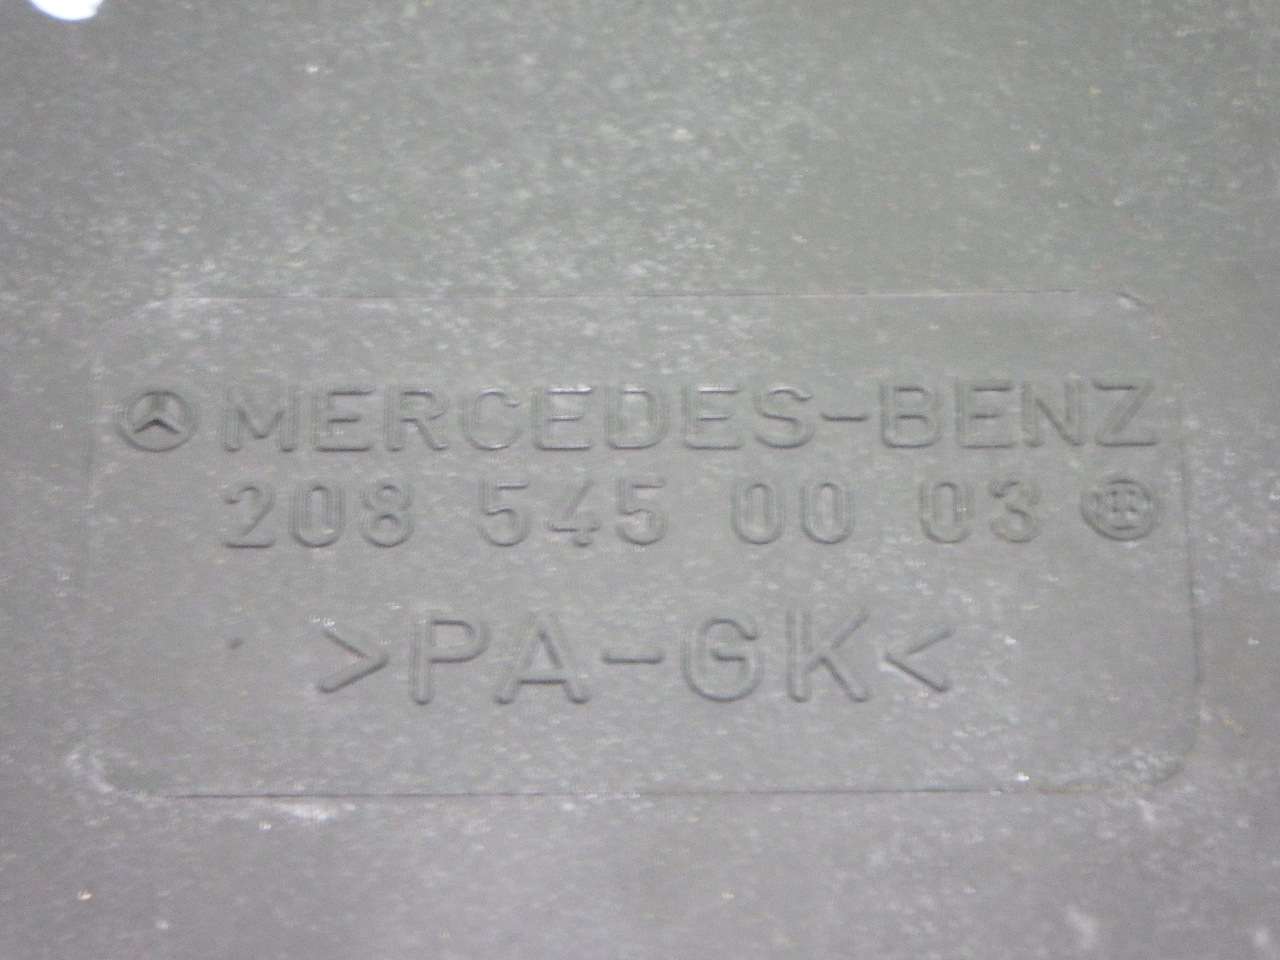 MERCEDES-BENZ
208 545 00 03
>PA-GK<